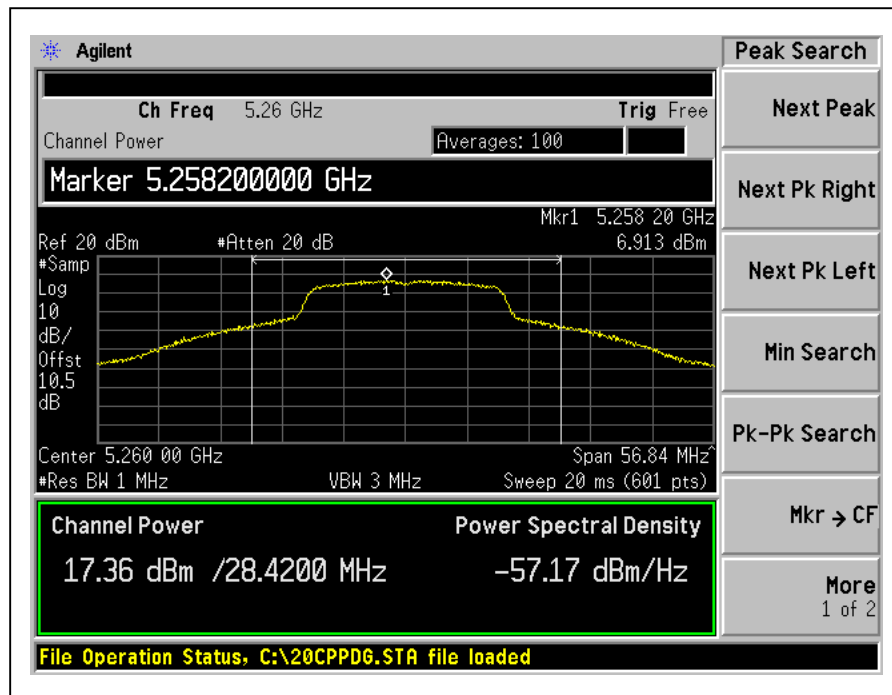 Agilent
Peak Search
Ch Freq 5.26 GHz Trig Free
Channel Power Averages: 100
Marker 5.258200000 GHz
Mkr1 5.258 20 GHz
Ref 20 dBm #Atten 20 dB 6.913 dBm
#Samp
Log
10
dB/
Offst
10.5
dB
1
Center 5.260 00 GHz Span 56.84 MHz^
#Res BW 1 MHz VBW 3 MHz Sweep 20 ms (601 pts)
Channel Power Power Spectral Density
17.36 dBm /28.4200 MHz -57.17 dBm/Hz
File Operation Status, C:\20CPPDG.STA file loaded
Next Peak
Next Pk Right
Next Pk Left
Min Search
Pk-Pk Search
Mkr → CF
More
1 of 2